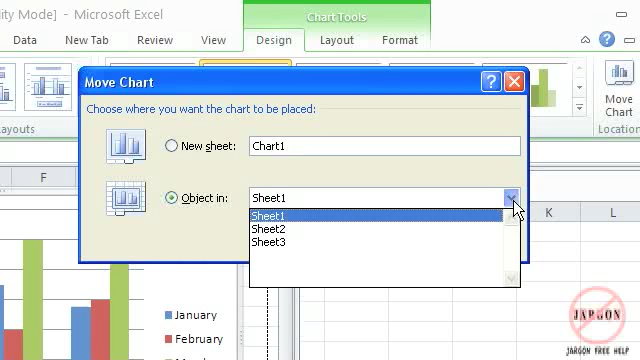 ity Mode] - Microsoft Excel
Chart Tools
Data New Tab Review View Design Layout Format
Move Chart
Choose where you want the chart to be placed:
Move
Chart
ayouts
Locatio
New sheet: Chart1
F
Object in: Sheet1
K L
Sheet1
Sheet2
Sheet3
January
February
JARGON
JARGON FREE HELP